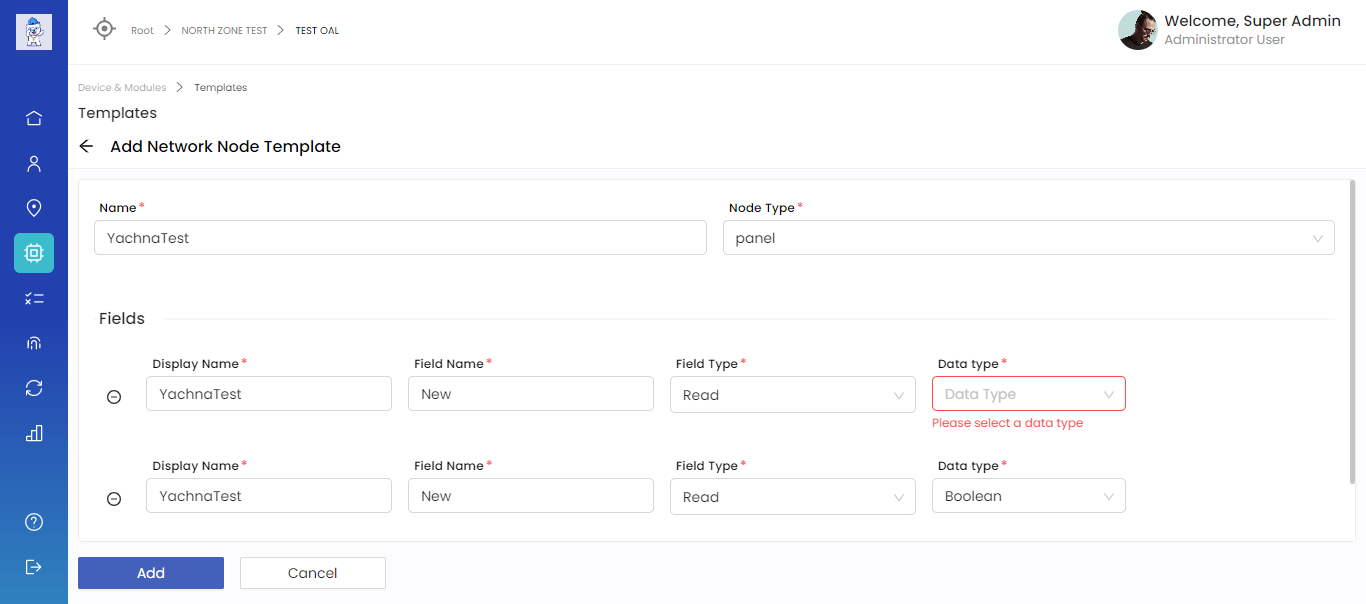 Root > NORTH ZONE TEST > TEST OAL
Welcome, Super Admin
Administrator User
Device & Modules > Templates
Templates
Add Network Node Template
Name* Node Type*
YachnaTest panel
Fields
Display Name* Field Name* Field Type* Data type*
YachnaTest New Read Data Type
Please select a data type
Display Name* Field Name* Field Type* Data type*
YachnaTest New Read Boolean
Add Cancel